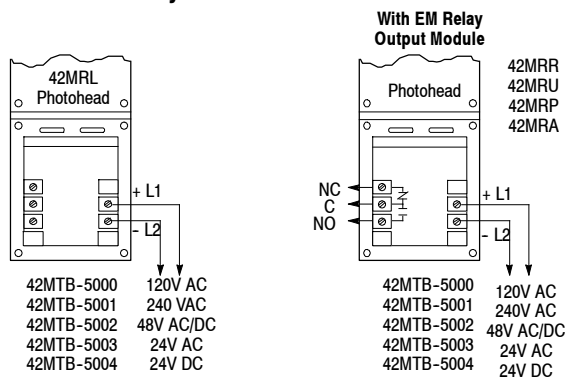 With EM Relay
Output Module
42MRL
Photohead
+ L1
- L2
42MTB-5000 120V AC
42MTB-5001 240 VAC
42MTB-5002 48V AC/DC
42MTB-5003 24V AC
42MTB-5004 24V DC
Photohead
42MRR
42MRU
42MRP
42MRA
NC
C
NO
+ L1
- L2
42MTB-5000 120V AC
42MTB-5001 240V AC
42MTB-5002 48V AC/DC
42MTB-5003 24V AC
42MTB-5004 24V DC